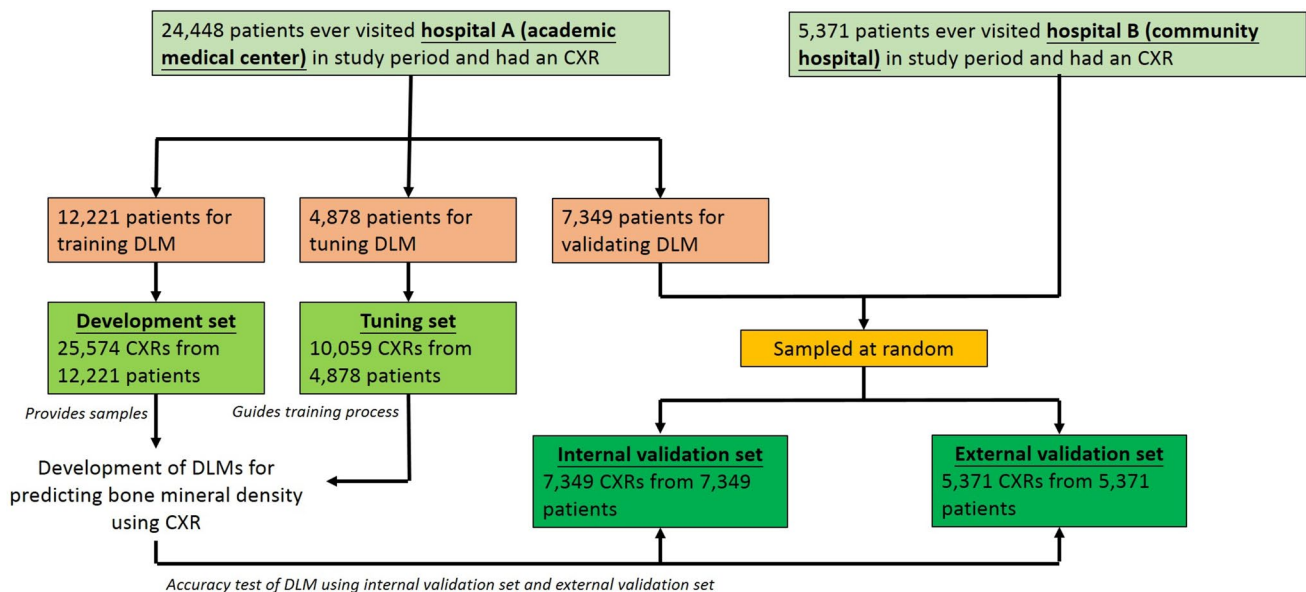 24,448 patients ever visited hospital A (academic
medical center) in study period and had an CXR
5,371 patients ever visited hospital B (community
hospital) in study period and had an CXR
12,221 patients for
training DLM
4,878 patients for
tuning DLM
7,349 patients for
validating DLM
Development set
25,574 CXRs from
12,221 patients
Tuning set
10,059 CXRs from
4,878 patients
Sampled at random
Provides samples
Guides training process
Development of DLMs for
predicting bone mineral density
using CXR
Internal validation set
7,349 CXRs from 7,349
patients
External validation set
5,371 CXRs from 5,371
patients
Accuracy test of DLM using internal validation set and external validation set